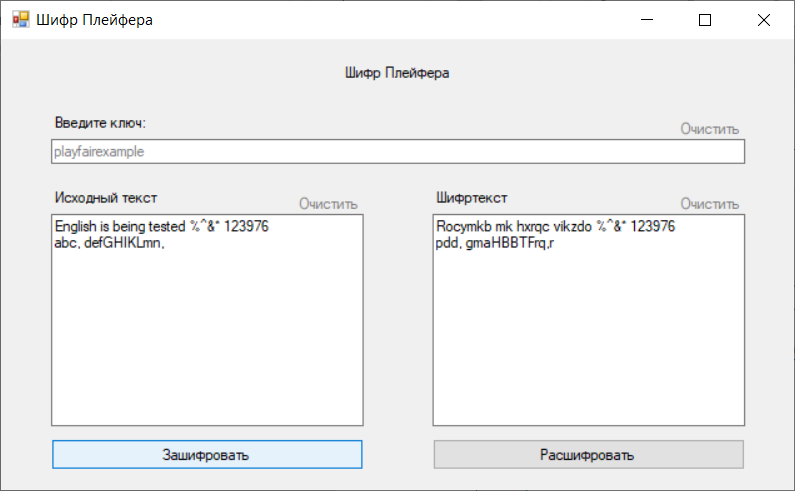 Шифр Плейфера
Шифр Плейфера
Введите ключ:
Очистить
playfairexample
Исходный текст
Очистить
Шифртекст
Очистить
English is being tested %^&* 123976
abc, defGHIKLmn,
Rocymkb mk hxrqc vikzdo %^&* 123976
pdd, gmaHBBTFrq,r
Зашифровать
Расшифровать